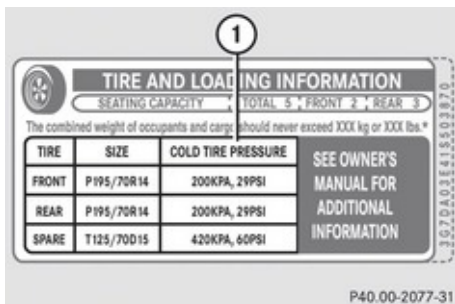 1
TIRE AND LOADING INFORMATION
SEATING CAPACITY TOTAL 5 FRONT 2 REAR 3
The combined weight of occupants and cargo should never exceed XXX kg or XXX lbs.*
TIRE SIZE COLD TIRE PRESSURE
FRONT P195/70R14 200KPA, 29PSI
REAR P195/70R14 200KPA, 29PSI
SPARE T125/70D15 420KPA, 60PSI
SEE OWNER'S
MANUAL FOR
ADDITIONAL
INFORMATION
3G7DA03E41S503870
P40.00-2077-31